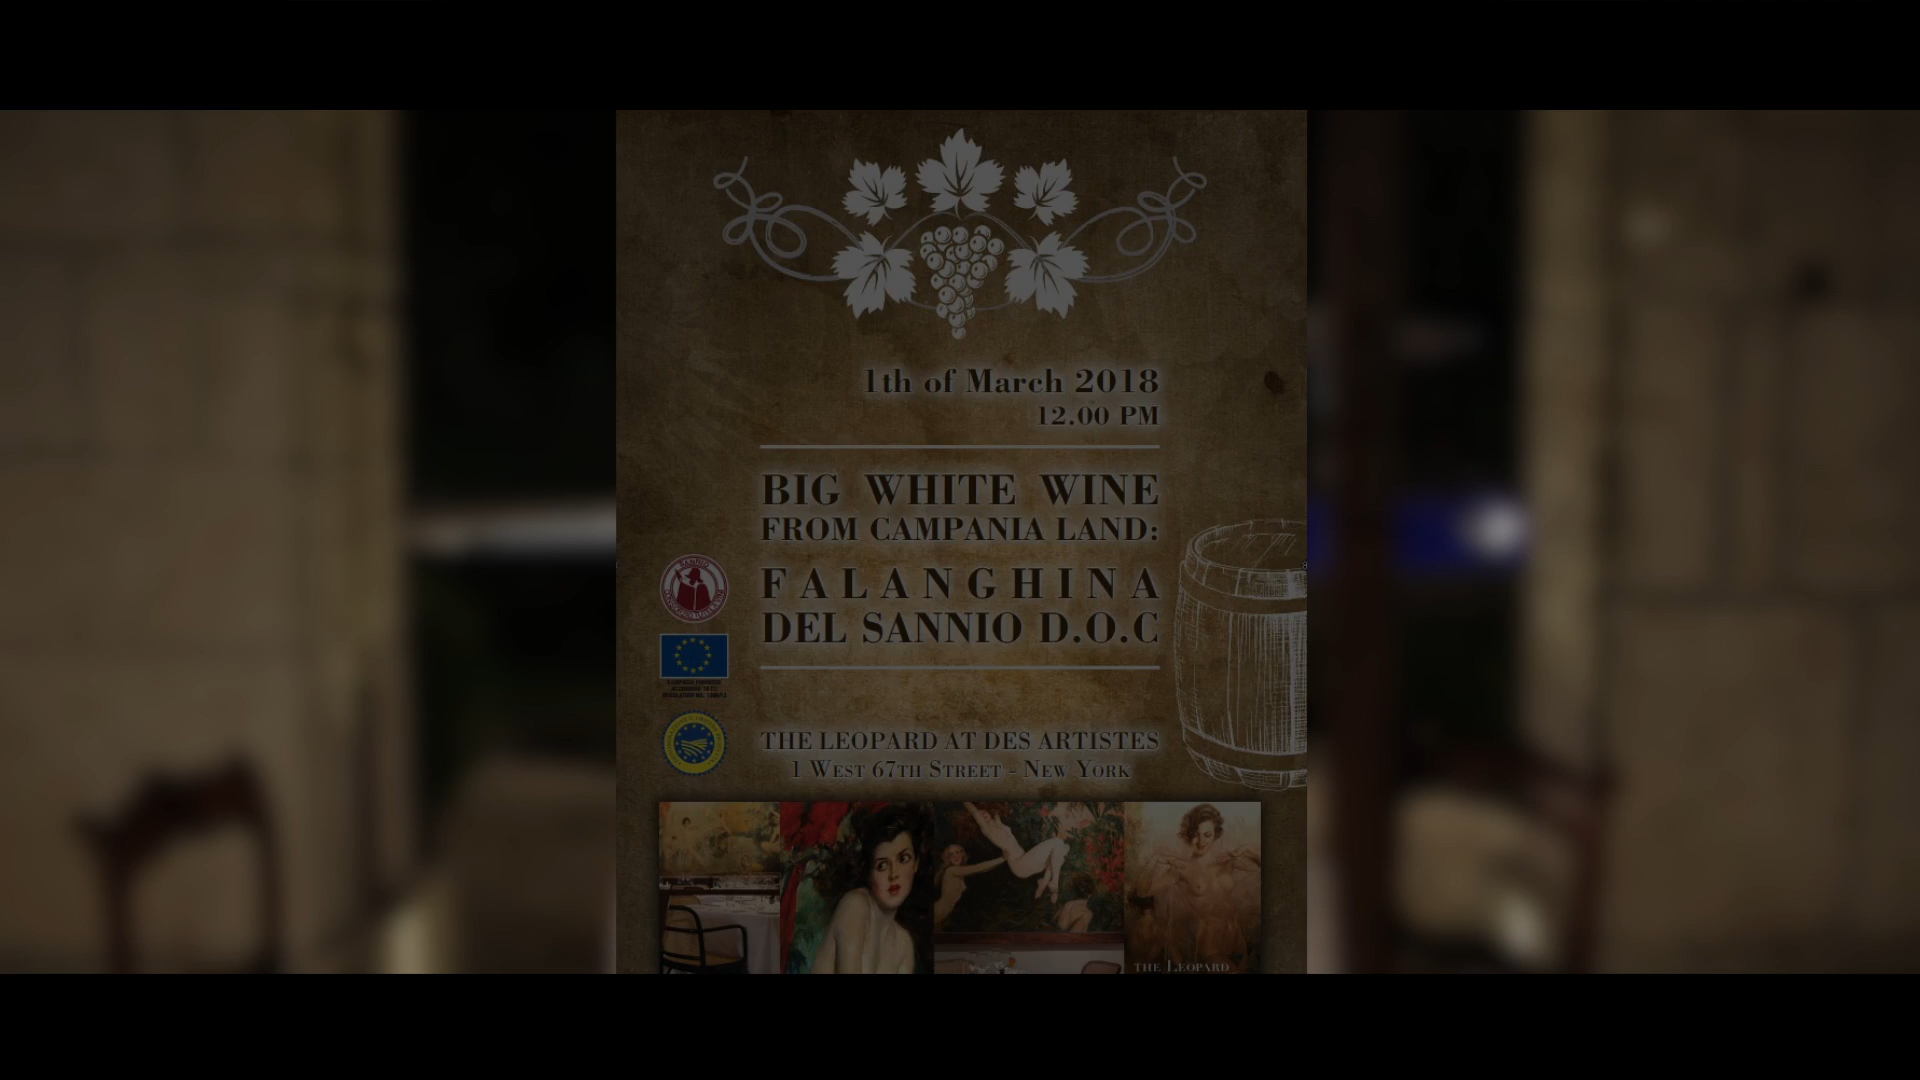 1th of March 2018
12.00 PM
BIG WHITE WINE
FROM CAMPANIA LAND:
FALANGHINA
DEL SANNIO D.O.C
SANNIO
THE LEOPARD AT DES ARTISTES
1 WEST 67TH STREET - NEW YORK
THE LEOPARD